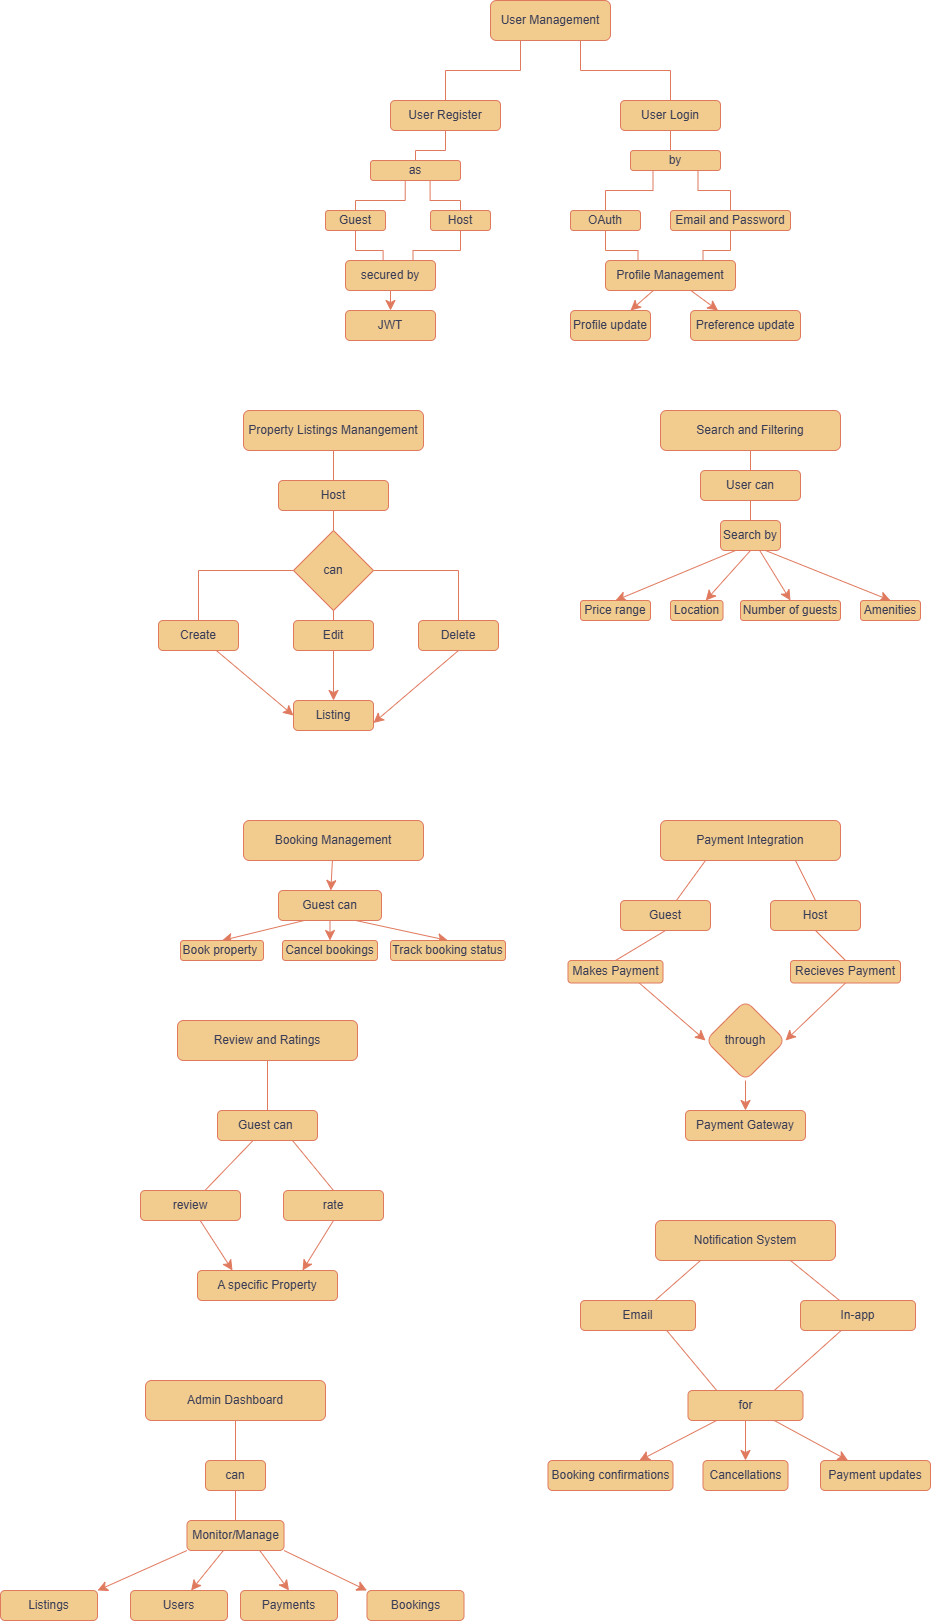 User Management
User Register
User Login
as
by
Guest
Host
OAuth
Email and Password
secured by
Profile Management
JWT
Profile update
Preference update
Property Listings Manangement
Search and Filtering
Host
User can
can
Search by
Price range
Location
Number of guests
Amenities
Create
Edit
Delete
Listing
Booking Management
Payment Integration
Guest can
Guest
Host
Book property
Cancel bookings
Track booking status
Makes Payment
Recieves Payment
Review and Ratings
through
Guest can
Payment Gateway
review
rate
Notification System
A specific Property
Email
In-app
Admin Dashboard
for
can
Booking confirmations
Cancellations
Payment updates
Monitor/Manage
Listings
Users
Payments
Bookings